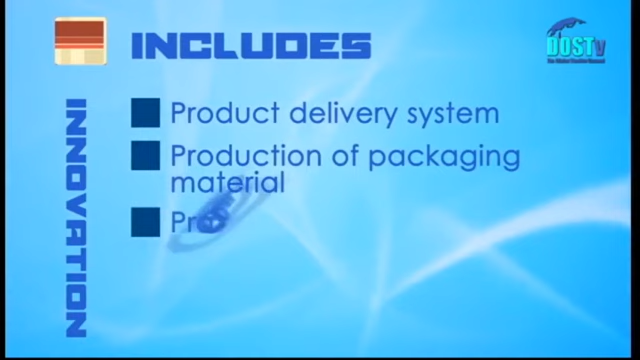 INCLUDES
DOSTv
INNOVATION
Product delivery system
Production of packaging
material